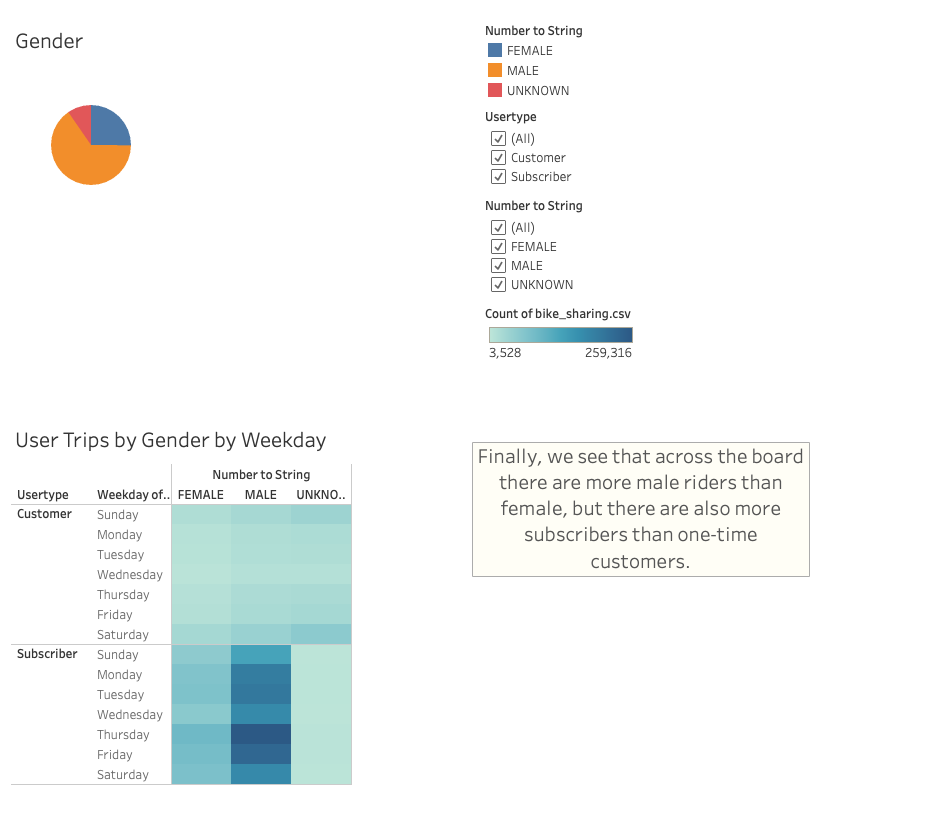 Gender
Number to String
FEMALE
MALE
UNKNOWN
Usertype
(All)
Customer
Subscriber
Number to String
(All)
FEMALE
MALE
UNKNOWN
Count of bike_sharing.csv
3,528 259,316
User Trips by Gender by Weekday
Number to String
Usertype Weekday of.. FEMALE MALE UNKNO..
Customer Sunday
Monday
Tuesday
Wednesday
Thursday
Friday
Saturday
Subscriber Sunday
Monday
Tuesday
Wednesday
Thursday
Friday
Saturday
Finally, we see that across the board
there are more male riders than
female, but there are also more
subscribers than one-time
customers.